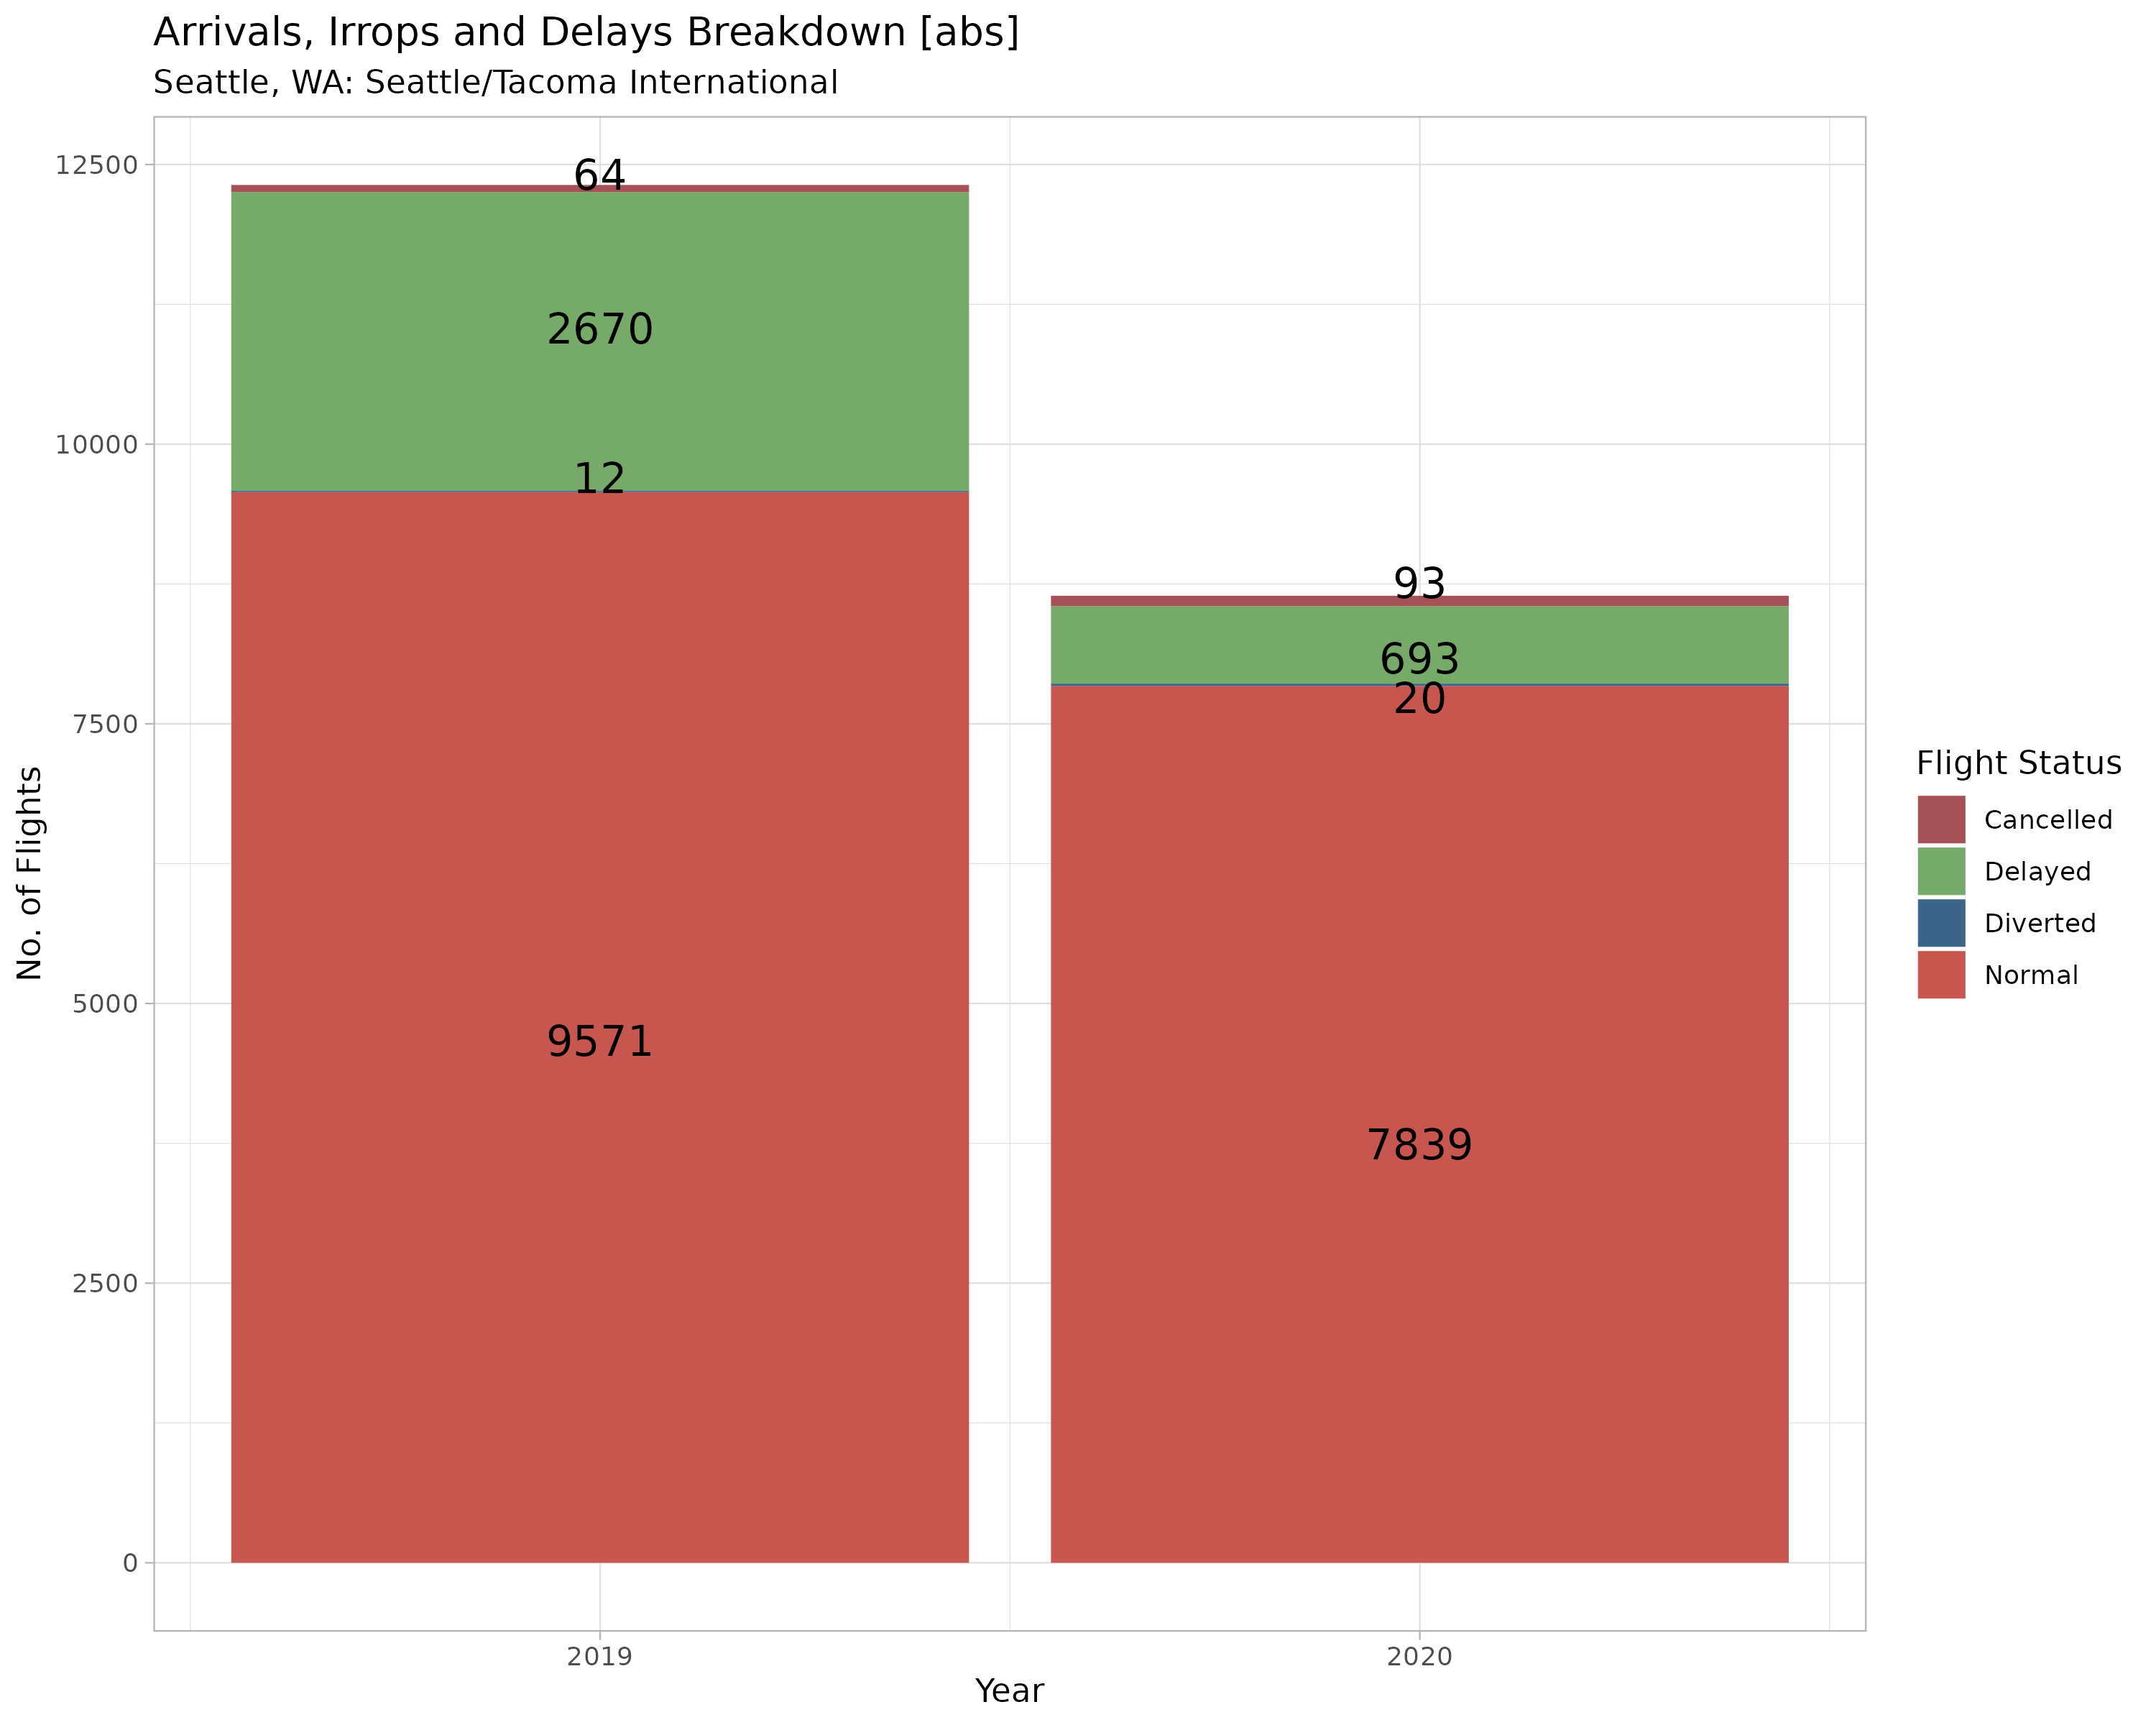 Arrivals, Irrops and Delays Breakdown [abs]
Seattle, WA: Seattle/Tacoma International
12500
10000
7500
5000
2500
0
No. of Flights
64
2670
12
9571
93
693
20
7839
2019
2020
Year
Flight Status
Cancelled
Delayed
Diverted
Normal